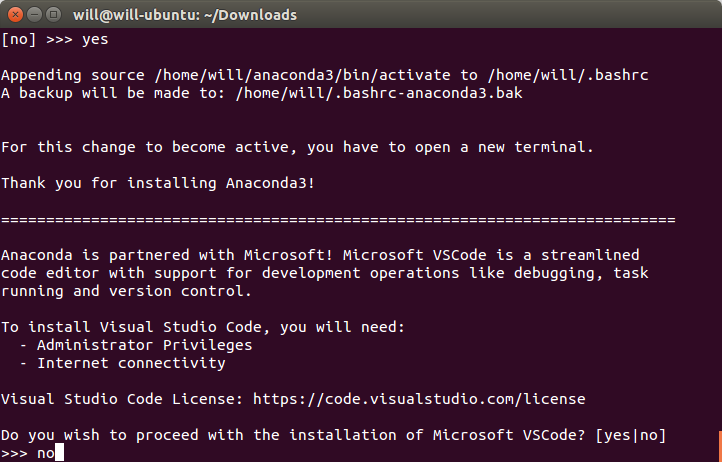 will@will-ubuntu: ~/Downloads
[no] >>> yes
Appending source /home/will/anaconda3/bin/activate to /home/will/.bashrc
A backup will be made to: /home/will/.bashrc-anaconda3.bak
For this change to become active, you have to open a new terminal.
Thank you for installing Anaconda3!
===========================================================================
Anaconda is partnered with Microsoft! Microsoft VSCode is a streamlined
code editor with support for development operations like debugging, task
running and version control.
To install Visual Studio Code, you will need:
  - Administrator Privileges
  - Internet connectivity
Visual Studio Code License: https://code.visualstudio.com/license
Do you wish to proceed with the installation of Microsoft VSCode? [yes|no]
>>> no